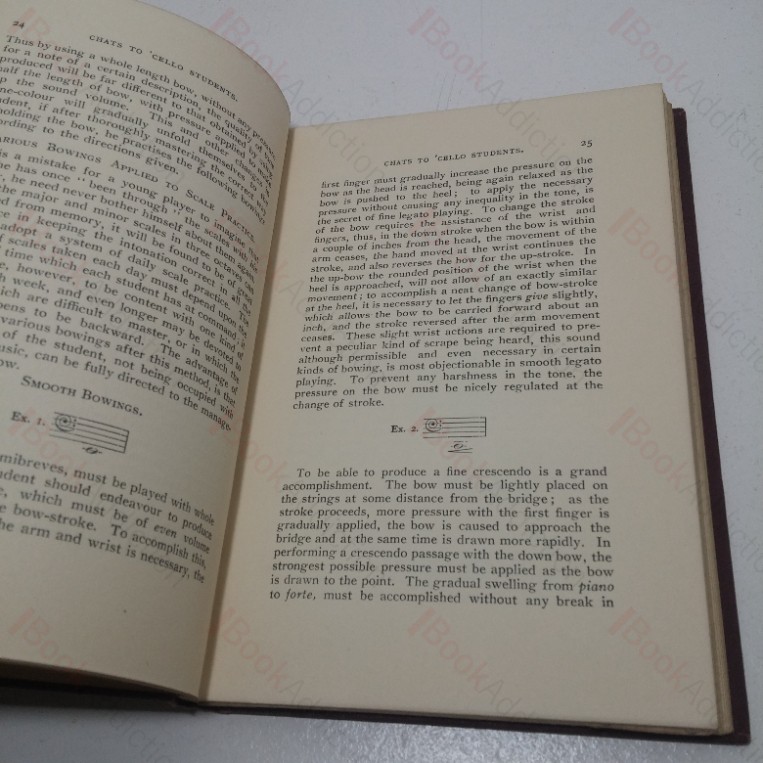 24
CHATS TO 'CELLO STUDENTS.
Thus by using a whole length bow, without any pressure,
for a note of a certain description, the quality of
produced will be far different to that obtained by
half the length of bow, with pressure applied to
the sound volume. This and other changes
ne-colour will gradually unfold themselves to the
dent, if after thoroughly mastering the correct
holding the bow, he practises the following bowings
ording to the directions given.
ARIOUS BOWINGS APPLIED TO SCALE PRACTICE.
is a mistake for a young player to imagine that
he has once "been through" the scales with the
, he need never bother himself about them again.
the major and minor scales in three octaves can
ed from memory, it will be found to be of great
ce in keeping the intonation correct in all the
adopt a system of daily scale practice. The
f scales taken each day must depend upon the
time which each student has at command; it
e, however, to be content with one kind of
h week, and even longer may be devoted to
hich are difficult to master, or in which the
pens to be backward. The advantage of
various bowings after this method, is that
of the student, not being occupied with
usic, can be fully directed to the manage-
ow.
SMOOTH BOWINGS.
Ex. 1.
mibreves, must be played with whole
udent should endeavour to produce
e, which must be of even volume
e bow-stroke. To accomplish this,
he arm and wrist is necessary, the
CHATS TO 'CELLO STUDENTS.
25
first finger must gradually increase the pressure on the
bow as the head is reached, being again relaxed as the
bow is pushed to the heel; to apply the necessary
pressure without causing any inequality in the tone, is
the secret of fine legato playing. To change the stroke
of the bow requires the assistance of the wrist and
fingers, thus, in the down stroke when the bow is within
a couple of inches from the head, the movement of the
arm ceases, the hand moved at the wrist continues the
stroke, and also reverses the how for the up-stroke. In
the up-bow the rounded position of the wrist when the
heel is approached, will not allow of an exactly similar
movement; to accomplish a neat change of bow-stroke
at the heel, it is necessary to let the fingers give slightly,
which allows the bow to be carried forward about an
inch, and the stroke reversed after the arm movement
ceases. These slight wrist actions are required to pre-
vent a peculiar kind of scrape being heard, this sound
although permissible and even necessary in certain
kinds of bowing, is most objectionable in smooth legato
playing. To prevent any harshness in the tone, the
pressure on the bow must be nicely regulated at the
change of stroke.
Ex. 2.
To be able to produce a fine crescendo is a grand
accomplishment. The bow must be lightly placed on
the strings at some distance from the bridge; as the
stroke proceeds, more pressure with the first finger is
gradually applied, the bow is caused to approach the
bridge and at the same time is drawn more rapidly. In
performing a crescendo passage with the down bow, the
strongest possible pressure must be applied as the bow
is drawn to the point. The gradual swelling from piano
to forte, must be accomplished without any break in
BookAddiction